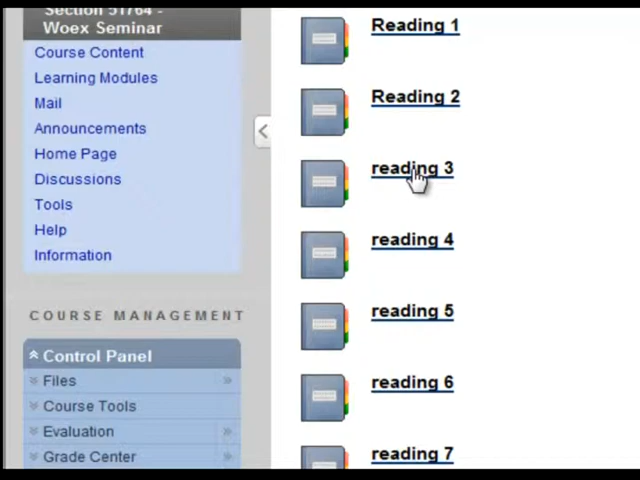 Section 51764 -
Woex Seminar
Course Content
Learning Modules
Mail
Announcements
Home Page
Discussions
Tools
Help
Information
COURSE MANAGEMENT
Control Panel
Files
Course Tools
Evaluation
Grade Center
Reading 1
Reading 2
reading 3
reading 4
reading 5
reading 6
reading 7